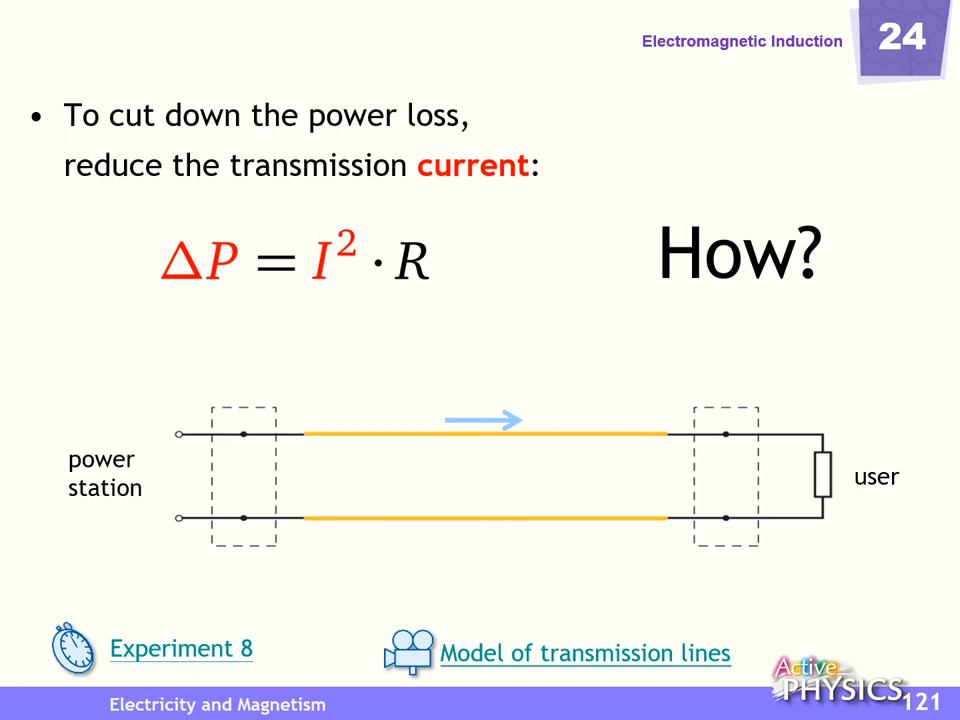 Electromagnetic Induction
24
• To cut down the power loss,
reduce the transmission current:
ΔP = I² · R
How?
power
station
user
Experiment 8
Model of transmission lines
Active
PHYSICS
Electricity and Magnetism
121